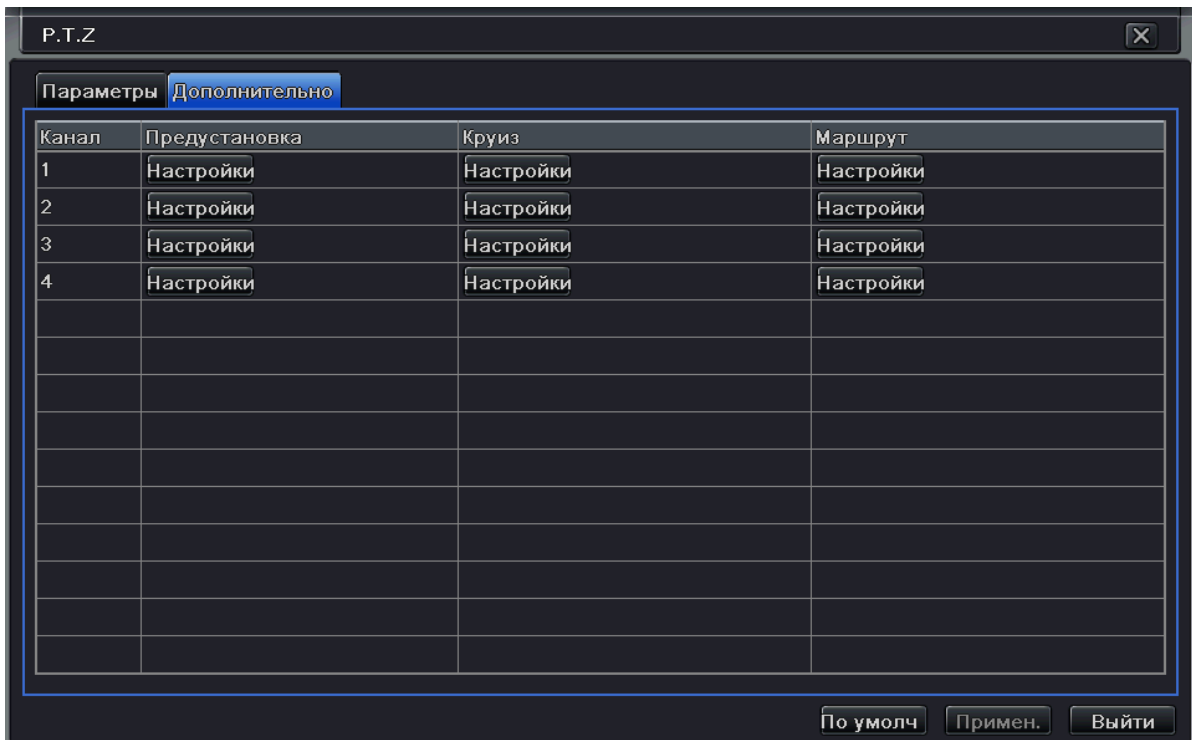 P.T.Z
Параметры Дополнительно
Канал Предустановка Круиз Маршрут
1 Настройки Настройки Настройки
2 Настройки Настройки Настройки
3 Настройки Настройки Настройки
4 Настройки Настройки Настройки
По умолч Примен. Выйти